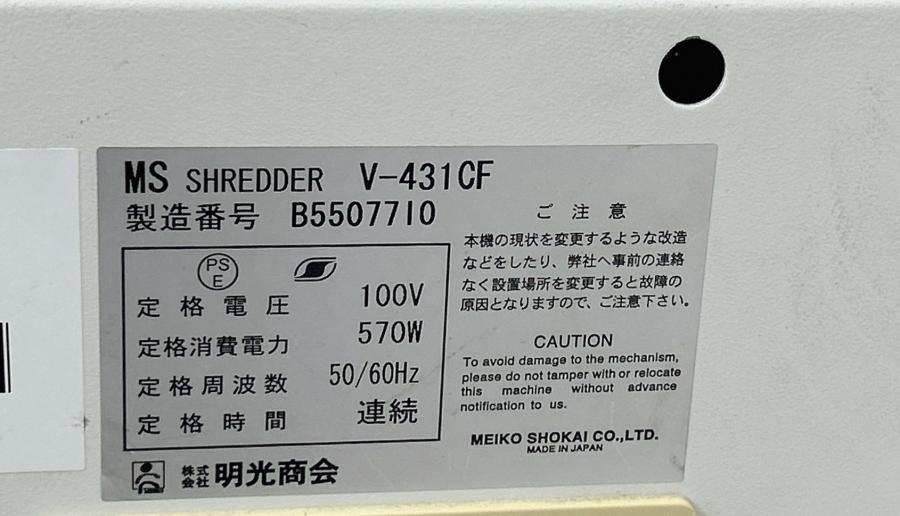 MS SHREDDER V-431CF
製造番号 B5507710
PS
E
定格電圧 100V
定格消費電力 570W
定格周波数 50/60Hz
定格時間 連続
株式
会社 明光商会
ご注意
本機の現状を変更するような改造
などをしたり、弊社へ事前の連絡
なく設置場所を変更すると故障の
原因となりますので、ご注意下さい。
CAUTION
To avoid damage to the mechanism,
please do not tamper with or relocate
this machine without advance
notification to us.
MEIKO SHOKAI CO.,LTD.
MADE IN JAPAN